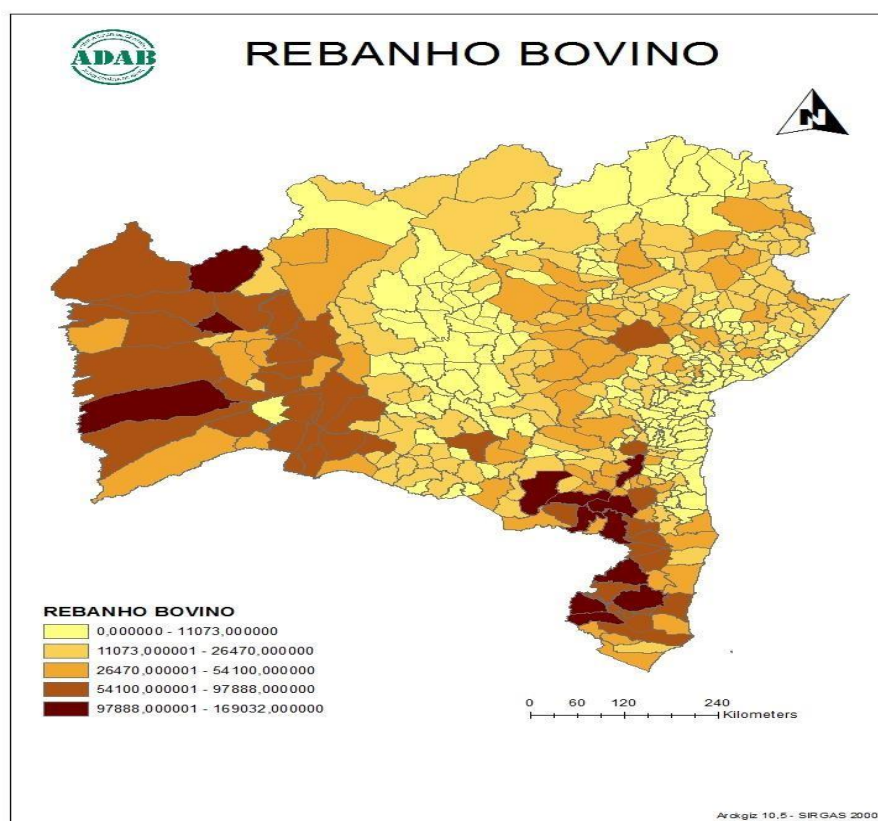 ADAB
REBANHO BOVINO
N
REBANHO BOVINO
0,000000 - 11073,000000
11073,000001 - 26470,000000
26470,000001 - 54100,000000
54100,000001 - 97888,000000
97888,000001 - 169032,000000
0 60 120 240
Kilometers
Arckgiz 10,5 - SIRGAS 2000